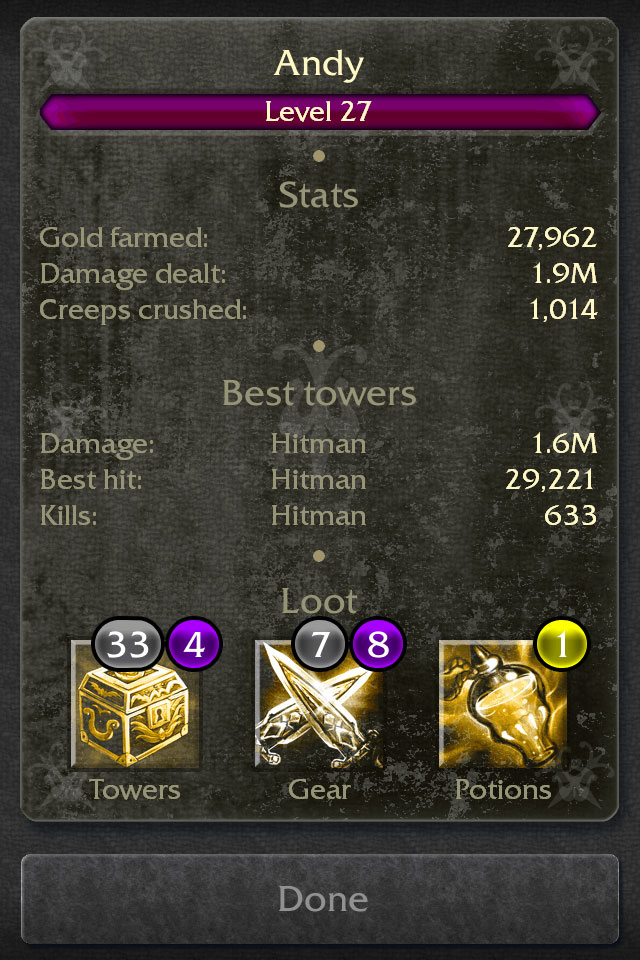 Andy
Level 27
Stats
Gold farmed: 27,962
Damage dealt: 1.9M
Creeps crushed: 1,014
Best towers
Damage: Hitman 1.6M
Best hit: Hitman 29,221
Kills: Hitman 633
Loot
33 4 7 8 1
Towers Gear Potions
Done